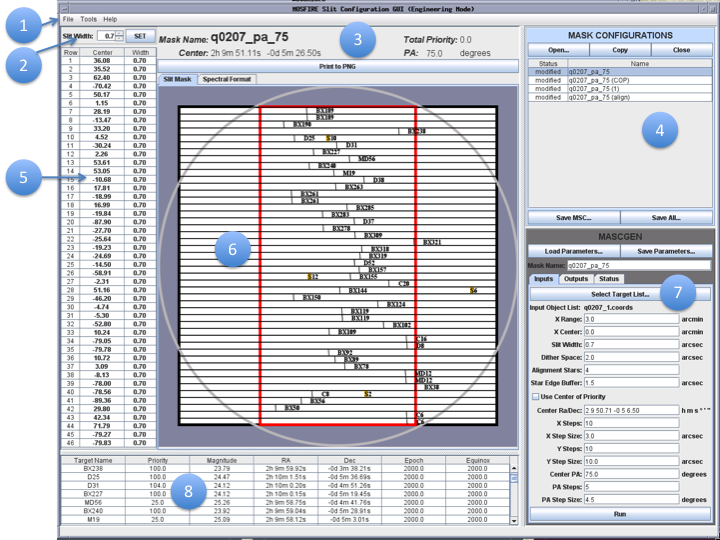 MOSFIRE Slit Configuration GUI (Engineering Mode)
File Tools Help
Slit Width: 0.7 SET
Mask Name: q0207_pa_75
Total Priority: 0.0
Center: 2h 9m 51.11s -0d 5m 26.50s
PA: 75.0 degrees
Print to PNG
Slit Mask Spectral Format
Row Center Width
1 36.08 0.70
2 35.52 0.70
3 62.40 0.70
4 -70.42 0.70
5 50.17 0.70
6 1.15 0.70
7 28.19 0.70
8 -13.47 0.70
9 33.20 0.70
10 4.52 0.70
11 -30.24 0.70
12 2.26 0.70
13 53.61 0.70
14 53.05 0.70
15 -10.68 0.70
16 17.81 0.70
17 -18.99 0.70
18 16.99 0.70
19 -19.84 0.70
20 -87.90 0.70
21 -27.70 0.70
22 -25.64 0.70
23 -19.23 0.70
24 -24.69 0.70
25 -14.50 0.70
26 -58.91 0.70
27 -2.31 0.70
28 51.16 0.70
29 -46.20 0.70
30 -4.74 0.70
31 -5.30 0.70
32 -52.80 0.70
33 10.24 0.70
34 -79.05 0.70
35 -79.78 0.70
36 10.72 0.70
37 3.09 0.70
38 -8.13 0.70
39 -78.00 0.70
40 -78.56 0.70
41 -89.36 0.70
42 29.80 0.70
43 42.34 0.70
44 71.79 0.70
45 -79.27 0.70
46 -79.83 0.70
BX189
BX189
BX190
BX238
D25 S10
D31
BX227
MD56
BX240
M19
D38
BX263
BX261
BX261
BX285
BX283
D37
BX278
BX309
BX321
BX318
BX319
D52
BX157
S12 BX155
C20
BX144 S6
BX150
BX124
BX119
BX119
BX102
BX109
C16
D8
BX92
BX89
BX78
MD12
MD12
BX38
C8 S2
BX56
BX50
C6
C6
Target Name Priority Magnitude RA Dec Epoch Equinox
BX238 100.0 23.79 2h 9m 59.92s -0d 3m 38.21s 2000.0 2000.0
D25 100.0 24.47 2h 10m 1.51s -0d 5m 36.69s 2000.0 2000.0
D31 104.0 24.12 2h 10m 0.20s -0d 4m 51.26s 2000.0 2000.0
BX227 100.0 24.12 2h 10m 0.15s -0d 5m 19.45s 2000.0 2000.0
MD56 25.0 25.26 2h 9m 58.75s -0d 4m 41.76s 2000.0 2000.0
BX240 100.0 23.92 2h 9m 59.04s -0d 5m 28.91s 2000.0 2000.0
M19 25.0 25.09 2h 9m 58.12s -0d 5m 3.01s 2000.0 2000.0
MASK CONFIGURATIONS
Open... Copy Close
Status Name
modified q0207_pa_75
modified q0207_pa_75 (COP)
modified q0207_pa_75 (1)
modified q0207_pa_75 (align)
Save MSC... Save All...
MASCGEN
Load Parameters... Save Parameters...
Mask Name: q0207_pa_75
Inputs Outputs Status
Select Target List...
Input Object List: q0207_1.coords
X Range: 3.0 arcmin
X Center: 0.0 arcmin
Slit Width: 0.7 arcsec
Dither Space: 2.0 arcsec
Alignment Stars: 4
Star Edge Buffer: 1.5 arcsec
Use Center of Priority
Center Ra/Dec: 2 9 50.71 -0 5 6.50 h m s ° ' "
X Steps: 10
X Step Size: 3.0 arcsec
Y Steps: 10
Y Step Size: 10.0 arcsec
Center PA: 75.0 degrees
PA Steps: 5
PA Step Size: 4.5 degrees
Run
1
2
3
4
5
6
7
8